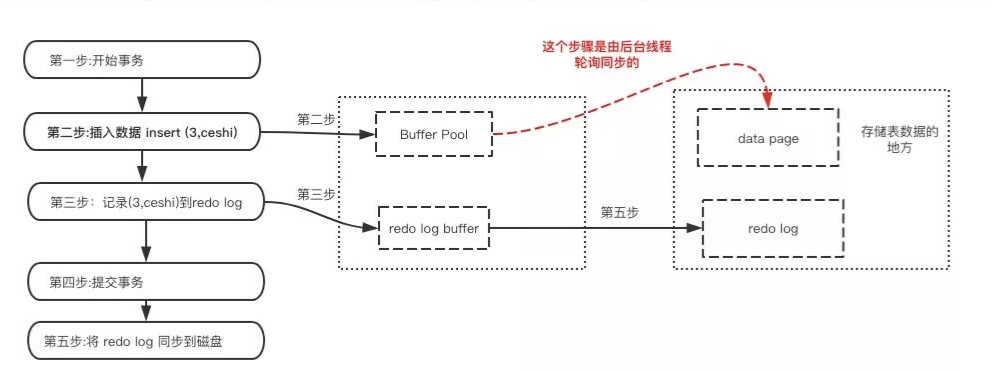 第一步:开始事务
第二步:插入数据 insert (3,ceshi)
第三步：记录(3,ceshi)到redo log
第四步:提交事务
第五步:将 redo log 同步到磁盘
第二步
第三步
Buffer Pool
redo log buffer
这个步骤是由后台线程
轮询同步的
第五步
data page
redo log
存储表数据的
地方